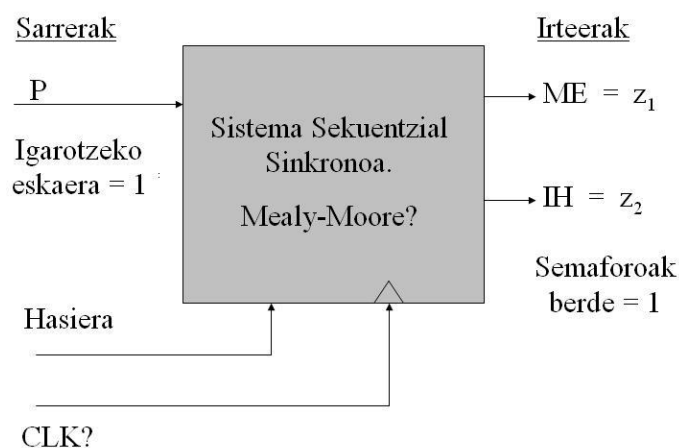 Sarrerak
P
Igarotzeko
eskaera = 1
Hasiera
CLK?
Sistema Sekuentzial
Sinkronoa.
Mealy-Moore?
Irteerak
ME = z₁
IH = z₂
Semaforoak
berde = 1